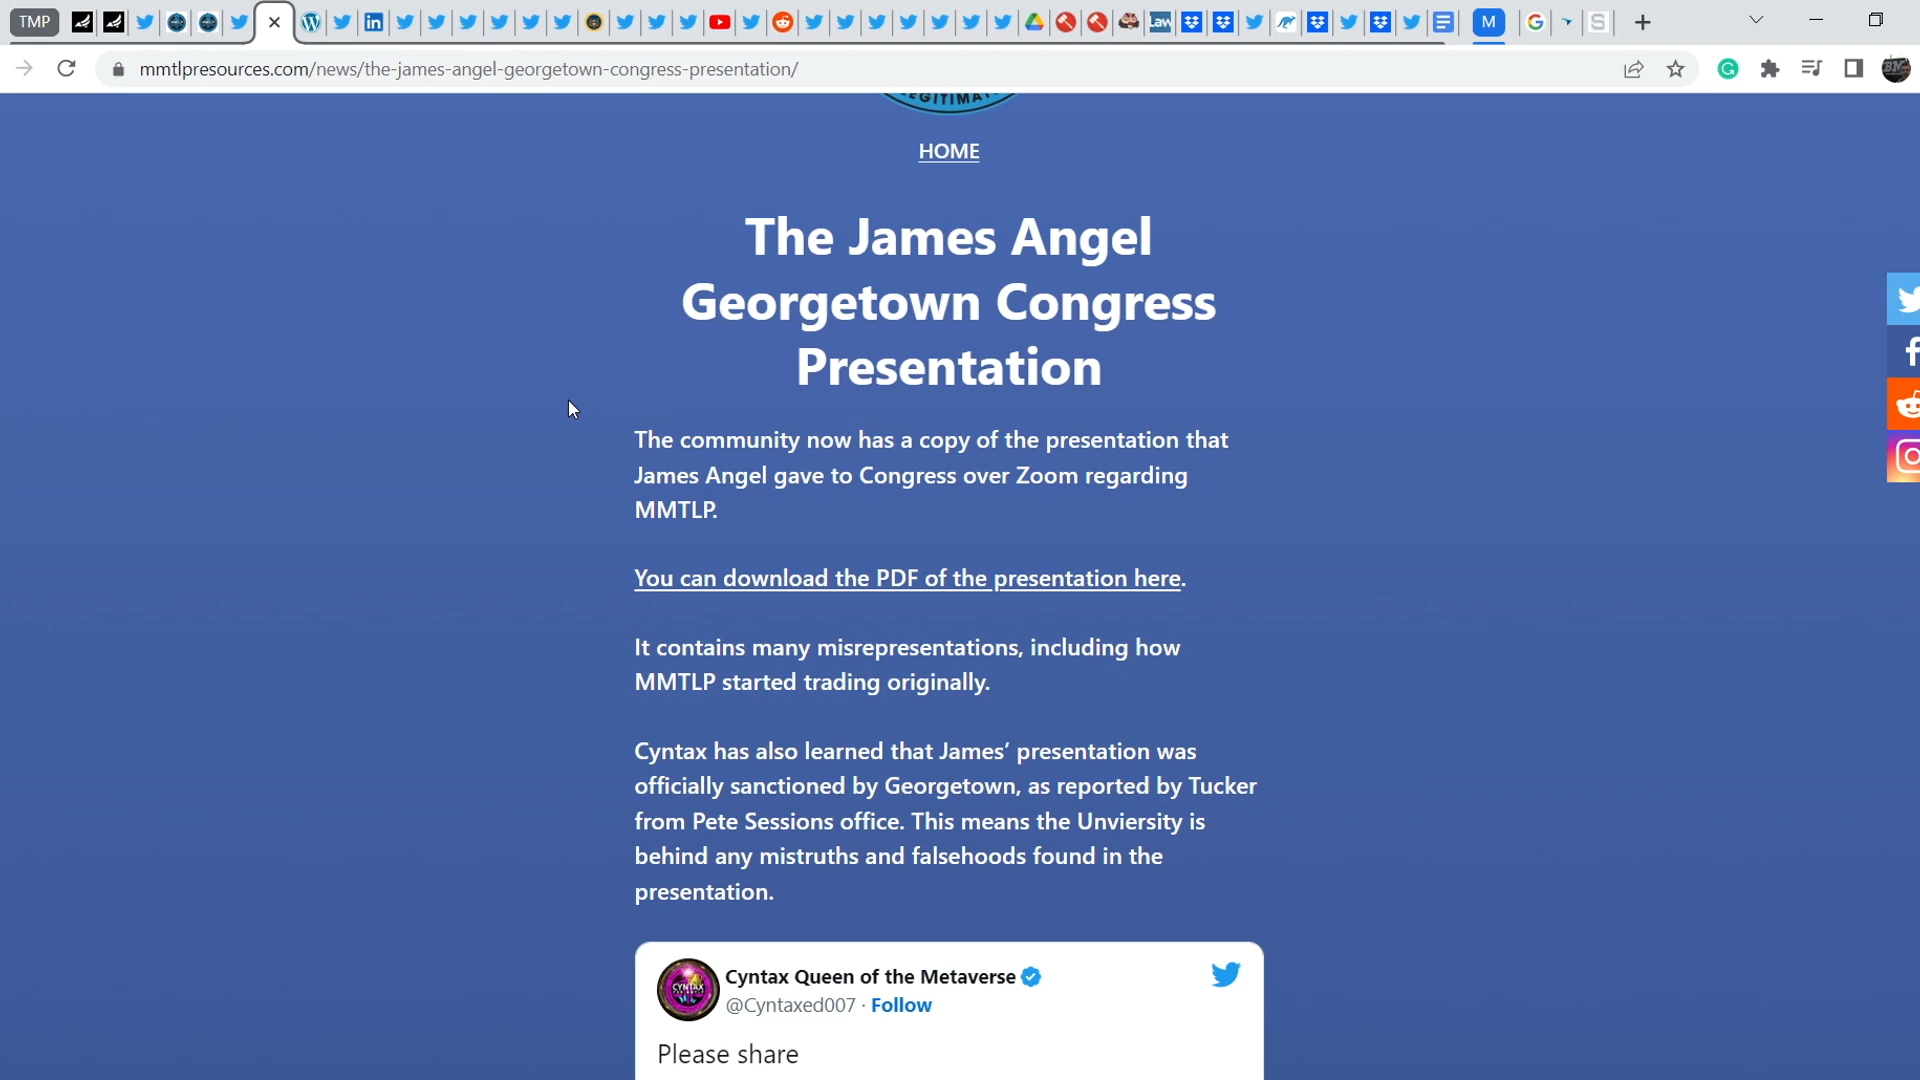 TMP
mmtlpresources.com/news/the-james-angel-georgetown-congress-presentation/
M
Law
HOME
The James Angel
Georgetown Congress
Presentation
The community now has a copy of the presentation that
James Angel gave to Congress over Zoom regarding
MMTLP.
You can download the PDF of the presentation here.
It contains many misrepresentations, including how
MMTLP started trading originally.
Cyntax has also learned that James’ presentation was
officially sanctioned by Georgetown, as reported by Tucker
from Pete Sessions office. This means the Unviersity is
behind any mistruths and falsehoods found in the
presentation.
Cyntax Queen of the Metaverse
@Cyntaxed007 · Follow
Please share